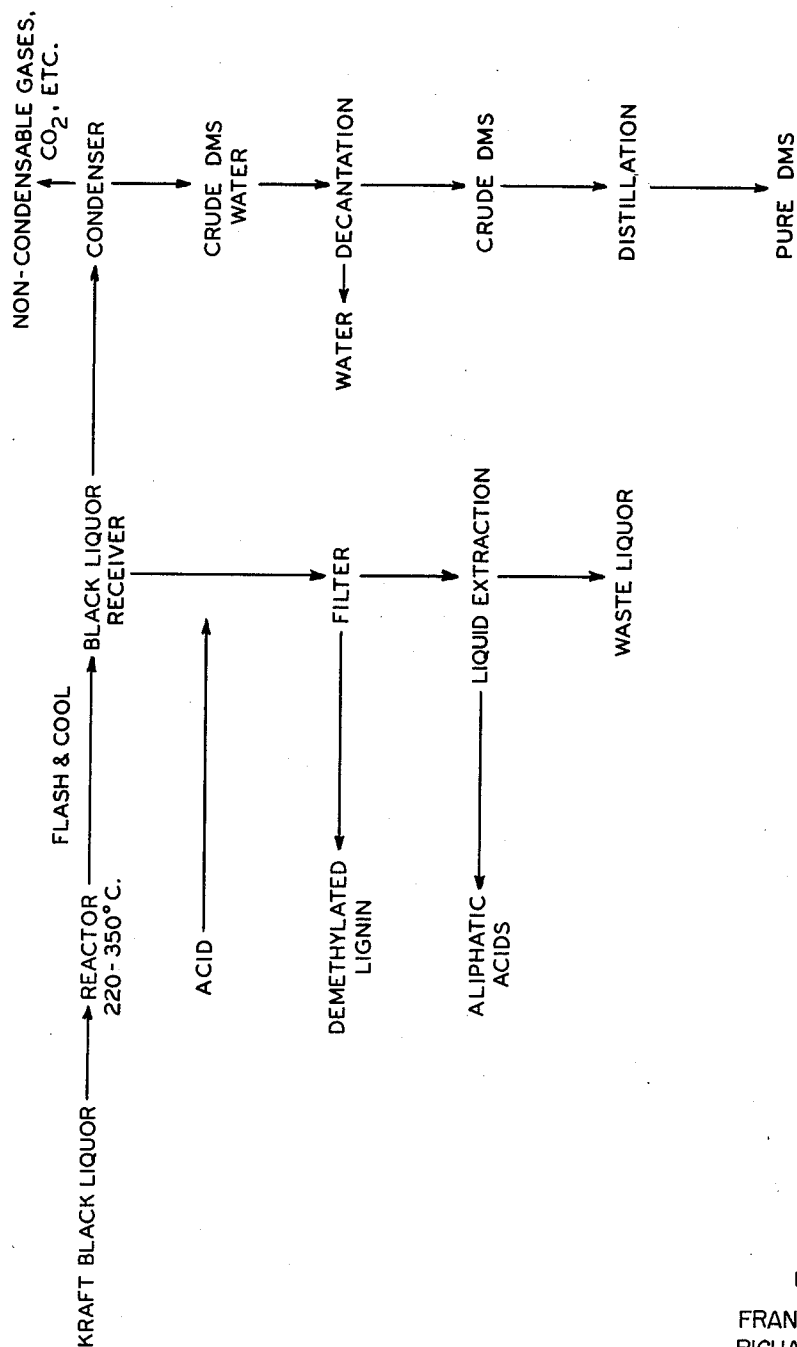 KRAFT BLACK LIQUOR
REACTOR
220-350°C.
FLASH & COOL
BLACK LIQUOR
RECEIVER
NON-CONDENSABLE GASES,
CO2, ETC.
CONDENSER
ACID
CRUDE DMS
WATER
DEMETHYLATED
LIGNIN
FILTER
WATER
DECANTATION
ALIPHATIC
ACIDS
LIQUID EXTRACTION
CRUDE DMS
WASTE LIQUOR
DISTILLATION
PURE DMS
FRAN